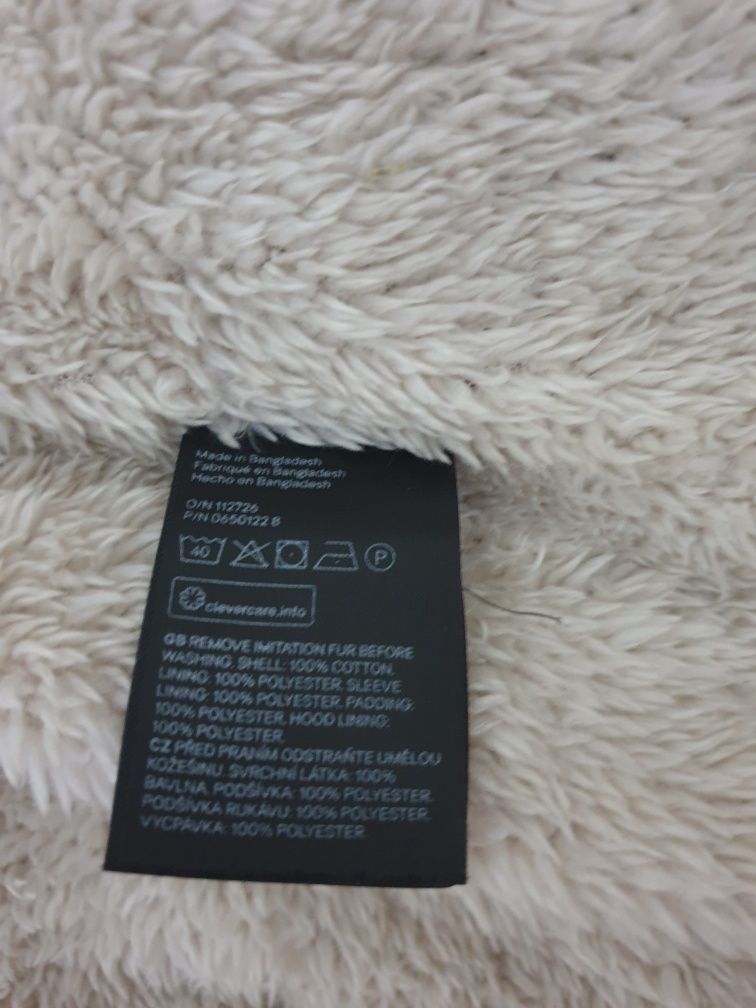 Made in Bangladesh
Fabriqué en Bangladesh
Hecho en Bangladesh
O/N 112726
P/N 0650122 8
40 P
clevercare.info
GB REMOVE IMITATION FUR BEFORE
WASHING. SHELL: 100% COTTON.
LINING: 100% POLYESTER. SLEEVE
LINING: 100% POLYESTER. PADDING:
100% POLYESTER. HOOD LINING:
100% POLYESTER.
CZ PŘED PRANÍM ODSTRAŇTE UMĚLOU
KOŽEŠINU. SVRCHNÍ LÁTKA: 100%
BAVLNA. PODŠÍVKA: 100% POLYESTER.
PODŠÍVKA RUKÁVU: 100% POLYESTER.
VYCPÁVKA: 100% POLYESTER.